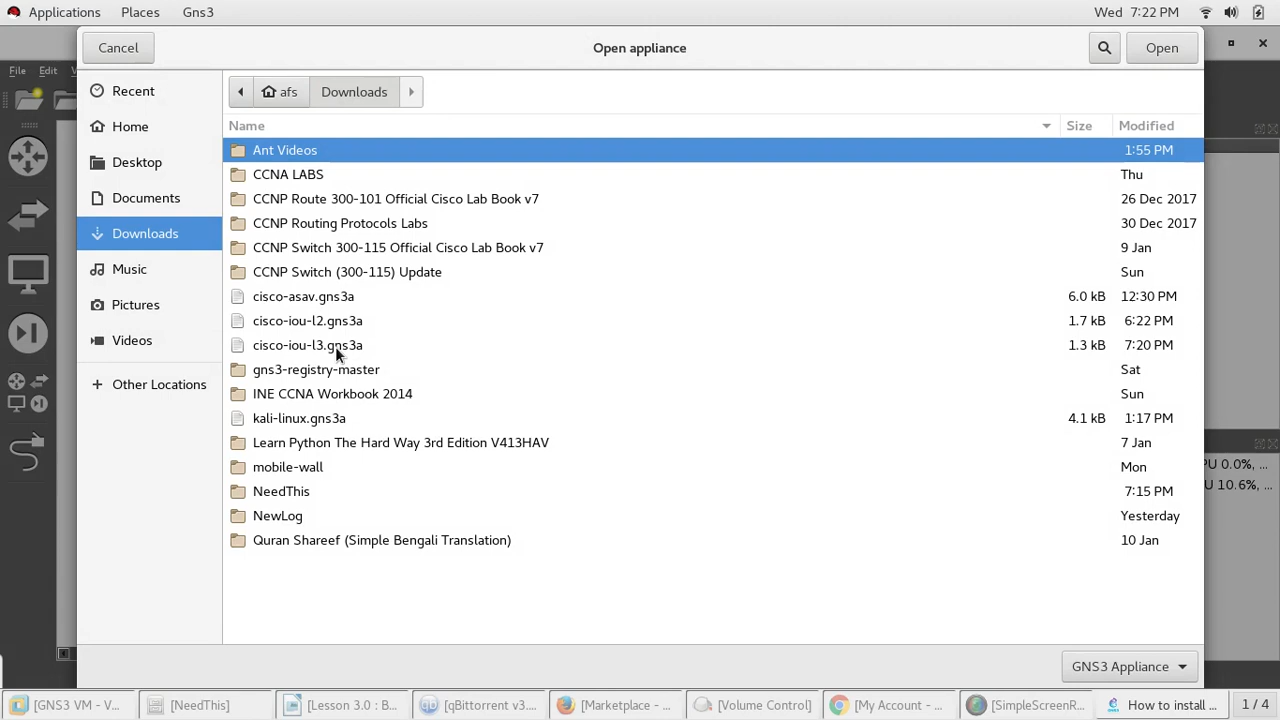 Applications Places Gns3 Wed 7:22 PM
Cancel Open appliance Open
File Edit
Recent
Home
Desktop
Documents
Downloads
Music
Pictures
Videos
Other Locations
afs Downloads
Name Size Modified
Ant Videos 1:55 PM
CCNA LABS Thu
CCNP Route 300-101 Official Cisco Lab Book v7 26 Dec 2017
CCNP Routing Protocols Labs 30 Dec 2017
CCNP Switch 300-115 Official Cisco Lab Book v7 9 Jan
CCNP Switch (300-115) Update Sun
cisco-asav.gns3a 6.0 kB 12:30 PM
cisco-iou-l2.gns3a 1.7 kB 6:22 PM
cisco-iou-l3.gns3a 1.3 kB 7:20 PM
gns3-registry-master Sat
INE CCNA Workbook 2014 Sun
kali-linux.gns3a 4.1 kB 1:17 PM
Learn Python The Hard Way 3rd Edition V413HAV 7 Jan
mobile-wall Mon
NeedThis 7:15 PM
NewLog Yesterday
Quran Shareef (Simple Bengali Translation) 10 Jan
PU 0.0%, ...
U 10.6%, ...
GNS3 Appliance
[GNS3 VM - V... [NeedThis] [Lesson 3.0 : B... [qBittorrent v3.... [Marketplace - ... [Volume Control] [My Account - ... [SimpleScreenR... How to install ... 1 / 4